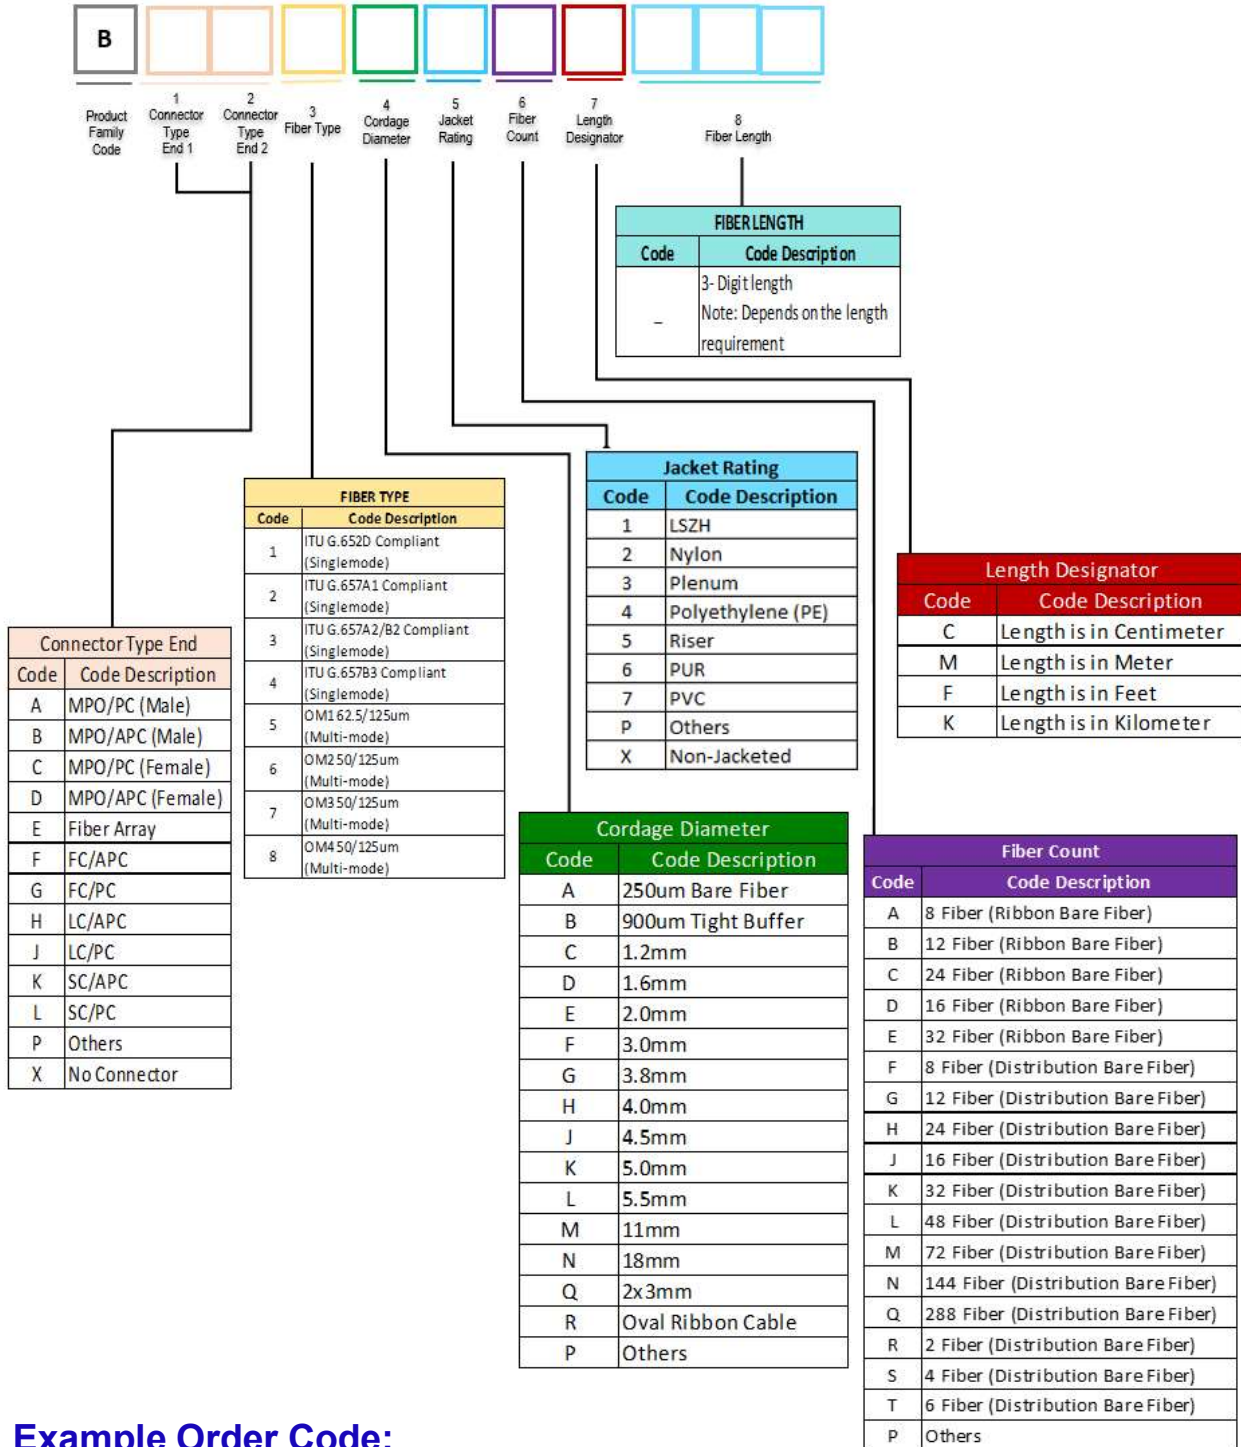 B
Product
Family
Code
1
Connector
Type
End 1
2
Connector
Type
End 2
3
Fiber Type
4
Cordage
Diameter
5
Jacket
Rating
6
Fiber
Count
7
Length
Designator
8
Fiber Length
FIBER LENGTH
Code Code Description
_ 3- Digit length
Note: Depends on the length
requirement
Jacket Rating
Code Code Description
1 LSZH
2 Nylon
3 Plenum
4 Polyethylene (PE)
5 Riser
6 PUR
7 PVC
P Others
X Non-Jacketed
FIBER TYPE
Code Code Description
1 ITU G.652D Compliant
(Singlemode)
2 ITU G.657A1 Compliant
(Singlemode)
3 ITU G.657A2/B2 Compliant
(Singlemode)
4 ITU G.657B3 Compliant
(Singlemode)
5 OM1 62.5/125um
(Multi-mode)
6 OM2 50/125um
(Multi-mode)
7 OM3 50/125um
(Multi-mode)
8 OM4 50/125um
(Multi-mode)
Length Designator
Code Code Description
C Length is in Centimeter
M Length is in Meter
F Length is in Feet
K Length is in Kilometer
Connector Type End
Code Code Description
A MPO/PC (Male)
B MPO/APC (Male)
C MPO/PC (Female)
D MPO/APC (Female)
E Fiber Array
F FC/APC
G FC/PC
H LC/APC
J LC/PC
K SC/APC
L SC/PC
P Others
X No Connector
Cordage Diameter
Code Code Description
A 250um Bare Fiber
B 900um Tight Buffer
C 1.2mm
D 1.6mm
E 2.0mm
F 3.0mm
G 3.8mm
H 4.0mm
J 4.5mm
K 5.0mm
L 5.5mm
M 11mm
N 18mm
Q 2x3mm
R Oval Ribbon Cable
P Others
Fiber Count
Code Code Description
A 8 Fiber (Ribbon Bare Fiber)
B 12 Fiber (Ribbon Bare Fiber)
C 24 Fiber (Ribbon Bare Fiber)
D 16 Fiber (Ribbon Bare Fiber)
E 32 Fiber (Ribbon Bare Fiber)
F 8 Fiber (Distribution Bare Fiber)
G 12 Fiber (Distribution Bare Fiber)
H 24 Fiber (Distribution Bare Fiber)
J 16 Fiber (Distribution Bare Fiber)
K 32 Fiber (Distribution Bare Fiber)
L 48 Fiber (Distribution Bare Fiber)
M 72 Fiber (Distribution Bare Fiber)
N 144 Fiber (Distribution Bare Fiber)
Q 288 Fiber (Distribution Bare Fiber)
R 2 Fiber (Distribution Bare Fiber)
S 4 Fiber (Distribution Bare Fiber)
T 6 Fiber (Distribution Bare Fiber)
P Others
Example Order Code: